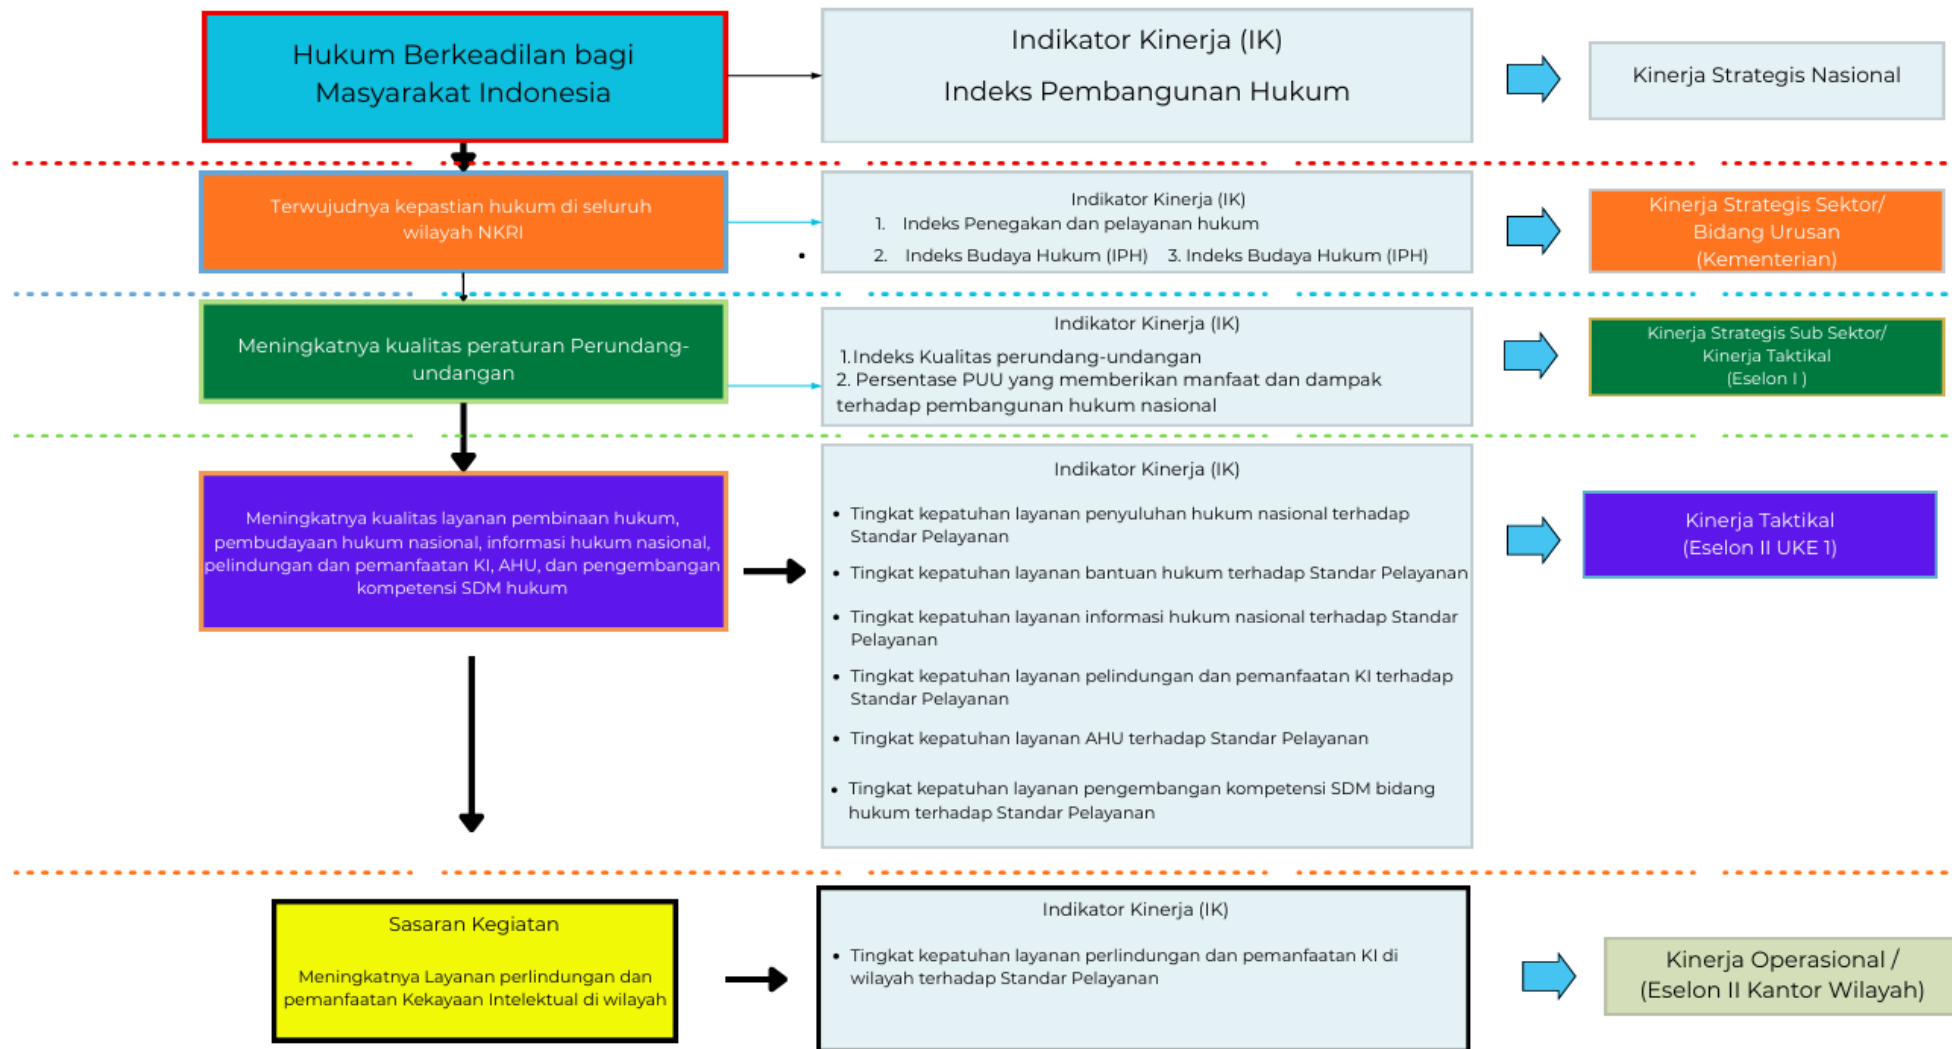 Hukum Berkeadilan bagi
Masyarakat Indonesia
Indikator Kinerja (IK)
Indeks Pembangunan Hukum
Kinerja Strategis Nasional
Terwujudnya kepastian hukum di seluruh
wilayah NKRI
Indikator Kinerja (IK)
1. Indeks Penegakan dan pelayanan hukum
2. Indeks Budaya Hukum (IPH) 3. Indeks Budaya Hukum (IPH)
Kinerja Strategis Sektor/
Bidang Urusan
(Kementerian)
Meningkatnya kualitas peraturan Perundang-
undangan
Indikator Kinerja (IK)
1.Indeks Kualitas perundang-undangan
2. Persentase PUU yang memberikan manfaat dan dampak
terhadap pembangunan hukum nasional
Kinerja Strategis Sub Sektor/
Kinerja Taktikal
(Eselon I )
Meningkatnya kualitas layanan pembinaan hukum,
pembudayaan hukum nasional, informasi hukum nasional,
pelindungan dan pemanfaatan KI, AHU, dan pengembangan
kompetensi SDM hukum
Indikator Kinerja (IK)
• Tingkat kepatuhan layanan penyuluhan hukum nasional terhadap
Standar Pelayanan
• Tingkat kepatuhan layanan bantuan hukum terhadap Standar Pelayanan
• Tingkat kepatuhan layanan informasi hukum nasional terhadap Standar
Pelayanan
• Tingkat kepatuhan layanan pelindungan dan pemanfaatan KI terhadap
Standar Pelayanan
• Tingkat kepatuhan layanan AHU terhadap Standar Pelayanan
• Tingkat kepatuhan layanan pengembangan kompetensi SDM bidang
hukum terhadap Standar Pelayanan
Kinerja Taktikal
(Eselon II UKE 1)
Sasaran Kegiatan
Meningkatnya Layanan perlindungan dan
pemanfaatan Kekayaan Intelektual di wilayah
Indikator Kinerja (IK)
• Tingkat kepatuhan layanan perlindungan dan pemanfaatan KI di
wilayah terhadap Standar Pelayanan
Kinerja Operasional /
(Eselon II Kantor Wilayah)